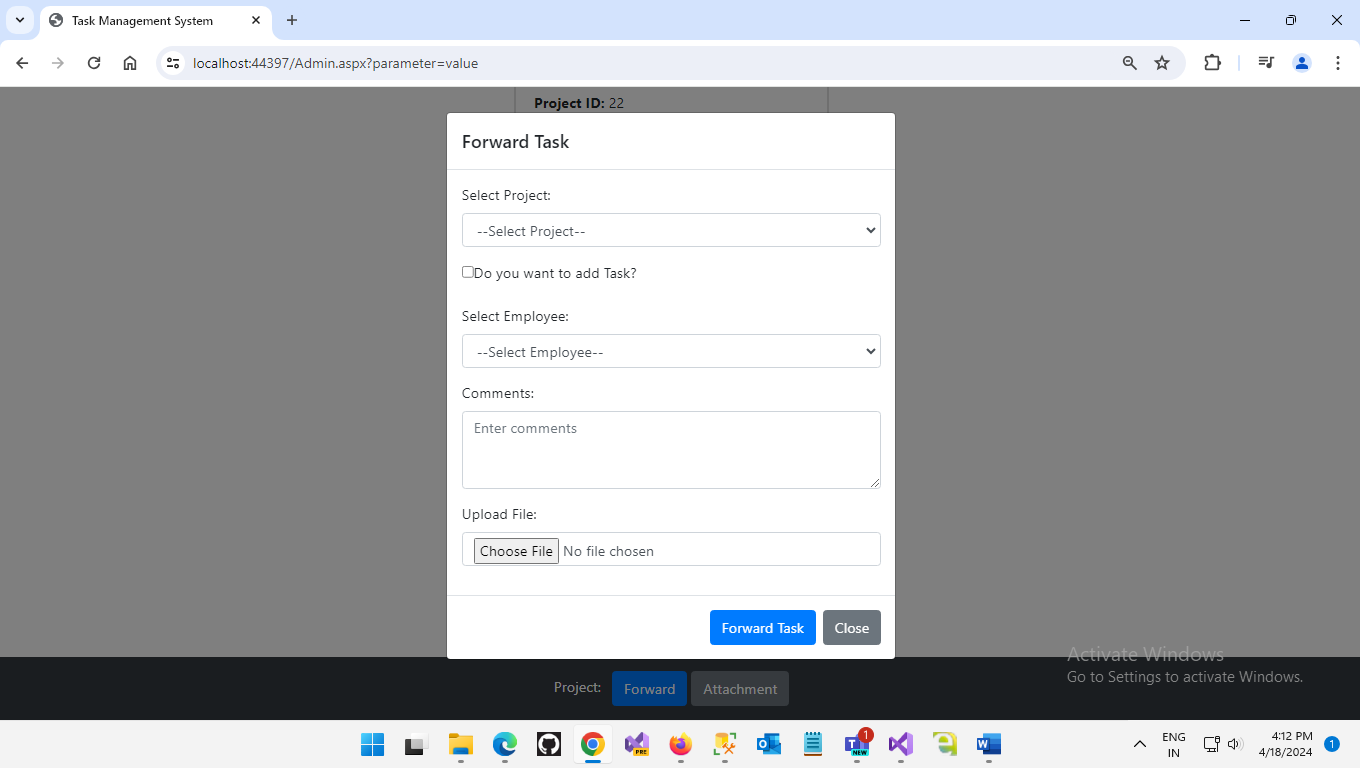 Task Management System
localhost:44397/Admin.aspx?parameter=value
Project ID: 22
Forward Task
Select Project:
--Select Project--
Do you want to add Task?
Select Employee:
--Select Employee--
Comments:
Enter comments
Upload File:
Choose File No file chosen
Forward Task Close
Activate Windows
Go to Settings to activate Windows.
Project: Forward Attachment
PRE
1
NEW
ENG
IN
4:12 PM
4/18/2024
1